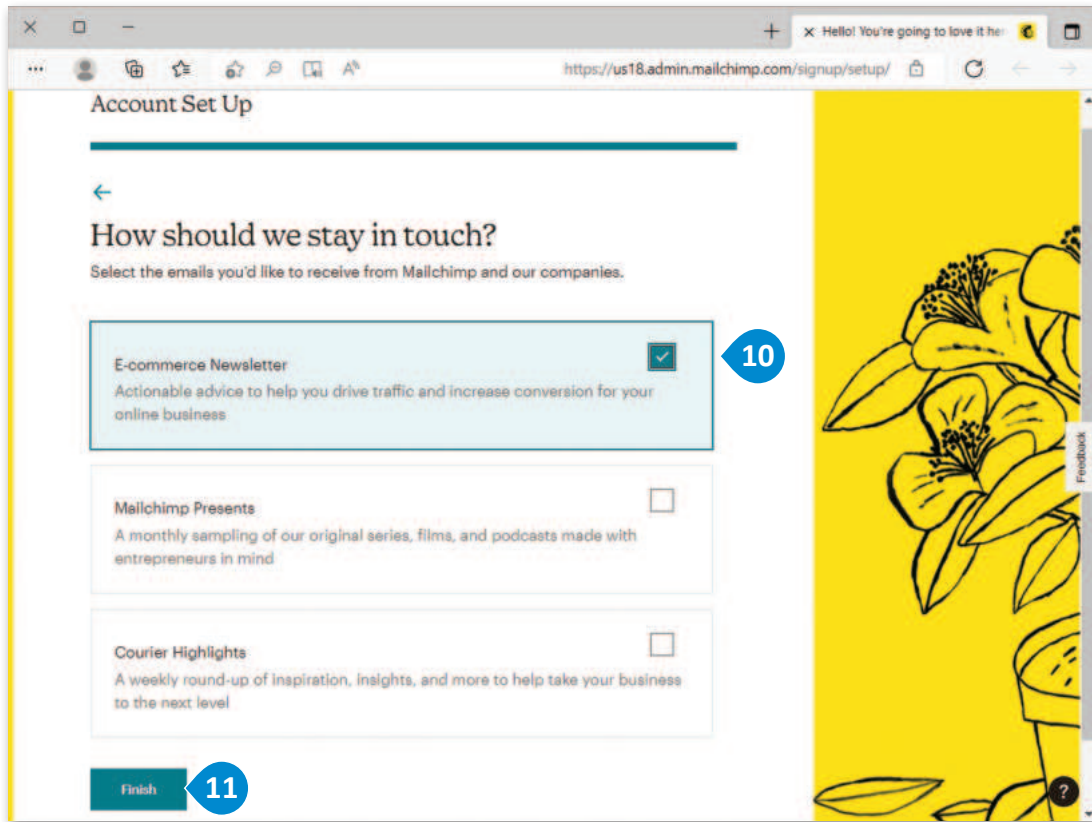 Hello! You're going to love it her
https://us18.admin.mailchimp.com/signup/setup/
Account Set Up
How should we stay in touch?
Select the emails you'd like to receive from Mailchimp and our companies.
E-commerce Newsletter
Actionable advice to help you drive traffic and increase conversion for your
online business
10
Mailchimp Presents
A monthly sampling of our original series, films, and podcasts made with
entrepreneurs in mind
Courier Highlights
A weekly round-up of inspiration, insights, and more to help take your business
to the next level
Finish
11
Feedback
?